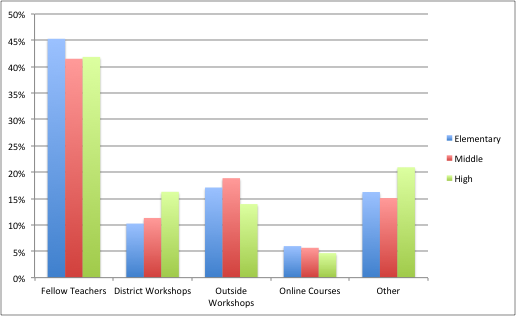 50%
45%
40%
35%
30%
25%
20%
15%
10%
5%
0%
Fellow Teachers
District Workshops
Outside
Workshops
Online Courses
Other
Elementary
Middle
High